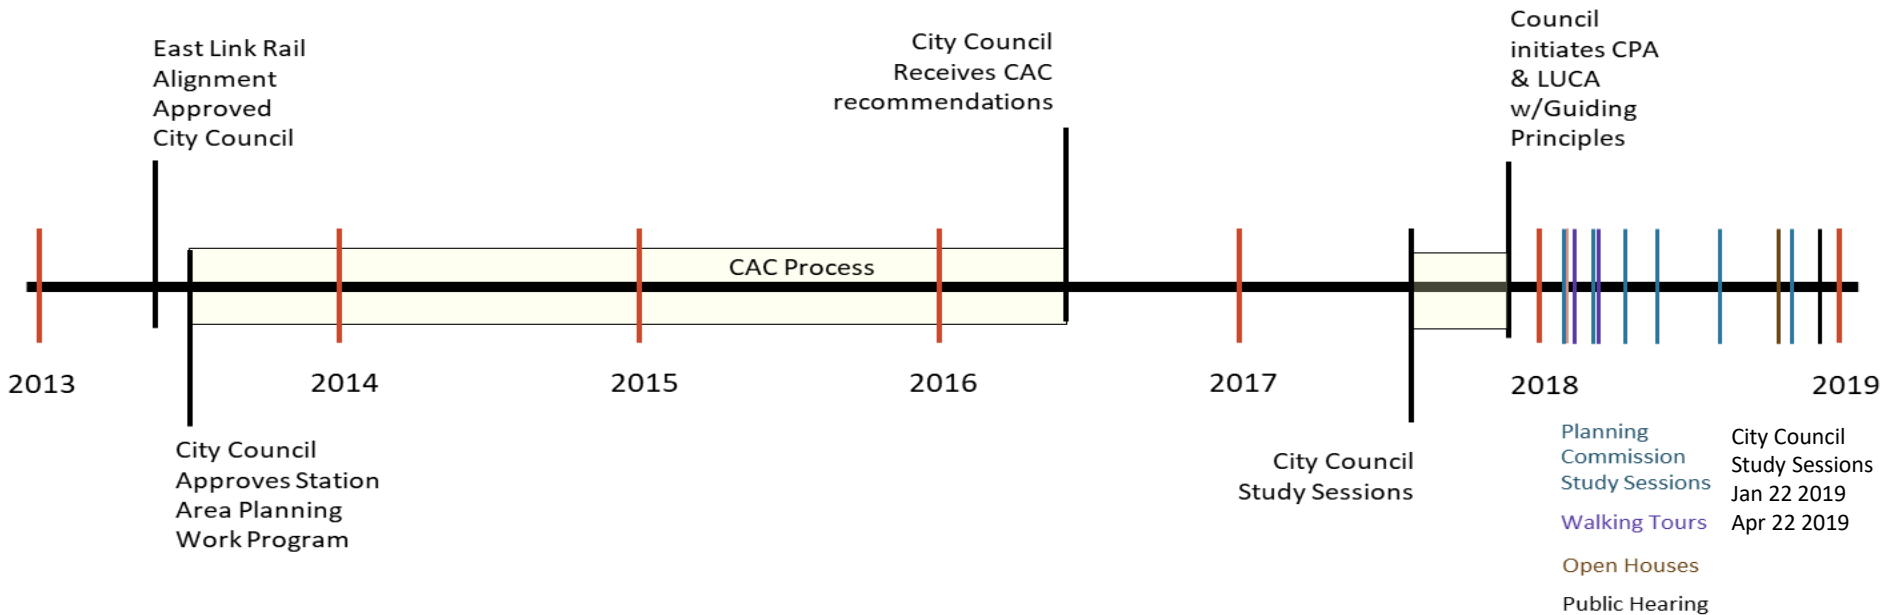 East Link Rail
Alignment
Approved
City Council
City Council
Receives CAC
recommendations
Council
initiates CPA
& LUCA
w/Guiding
Principles
CAC Process
2013
2014
2015
2016
2017
2018
2019
City Council
Approves Station
Area Planning
Work Program
City Council
Study Sessions
Planning
Commission
Study Sessions
Walking Tours
Open Houses
Public Hearing
City Council
Study Sessions
Jan 22 2019
Apr 22 2019